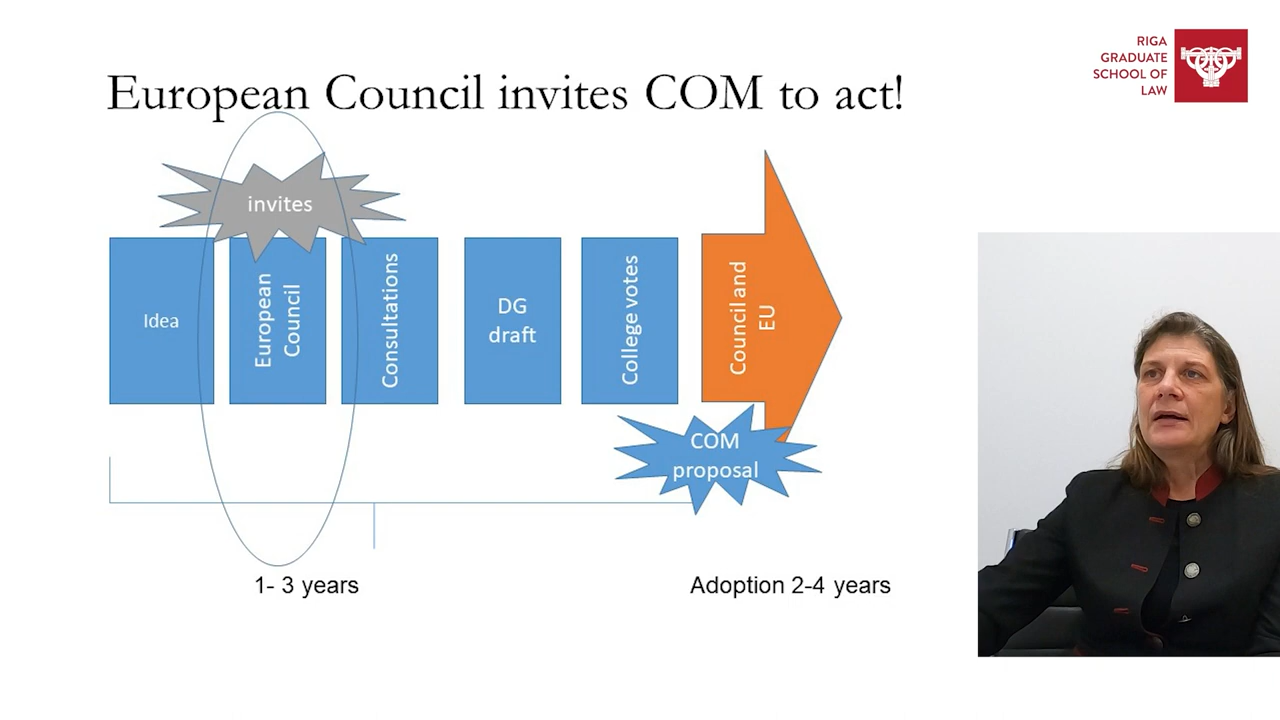 RIGA
GRADUATE
SCHOOL OF
LAW
European Council invites COM to act!
invites
Idea
European
Council
Consultations
DG
draft
College votes
Council and
EU
COM
proposal
1- 3 years
Adoption 2-4 years